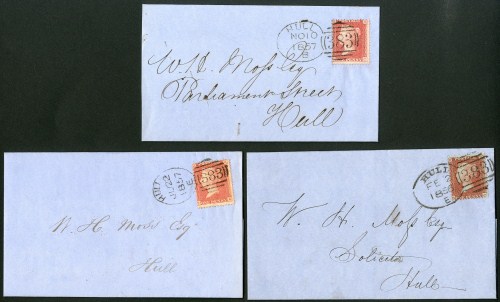 HULL
MO 10
1857
383
W. H. Moss Esq
Parliament Street
Hull
HULL
1857
383
W. H. Moss Esq
Hull
HULL
FE
383
W. H. Moss Esq
Solicitor
Hull